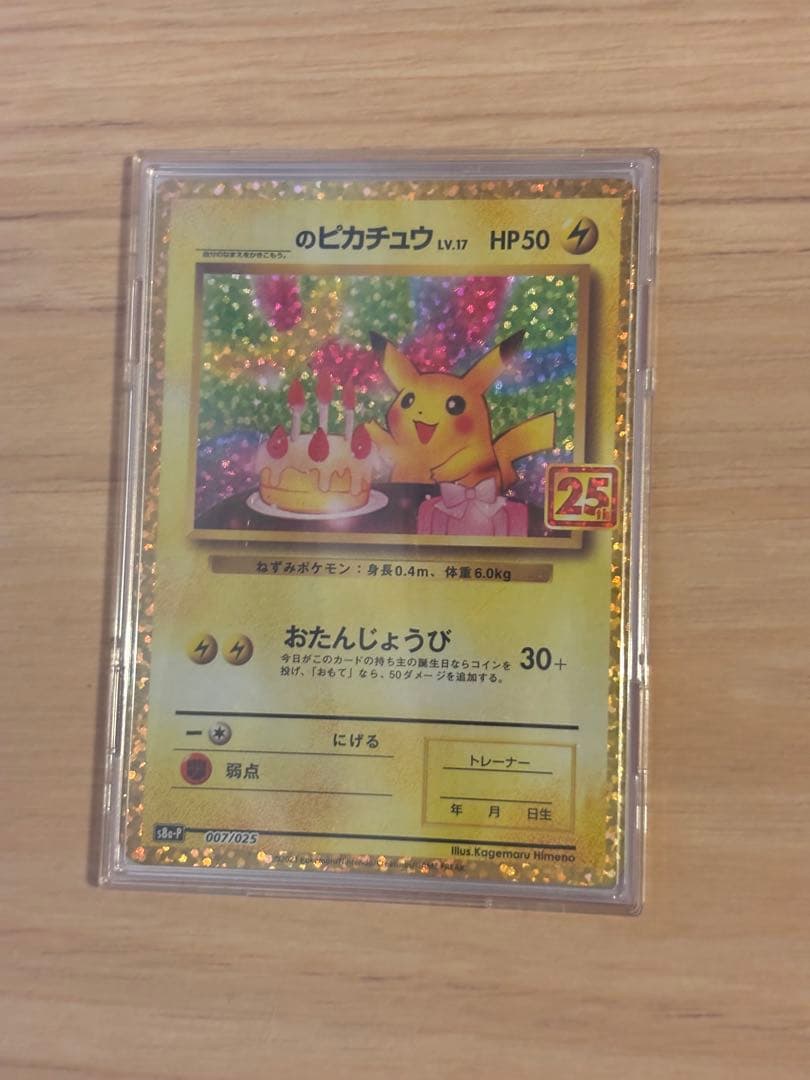 のピカチュウ LV.17 HP50
自分のなまえをかきこもう。
25th
ねずみポケモン：身長0.4m、体重6.0kg
おたんじょうび 30+
今日がこのカードの持ち主の誕生日ならコインを
投げ、「おもて」なら、50ダメージを追加する。
にげる
弱点
トレーナー
年 月 日生
s8a-P 007/025
Illus.Kagemaru Himeno